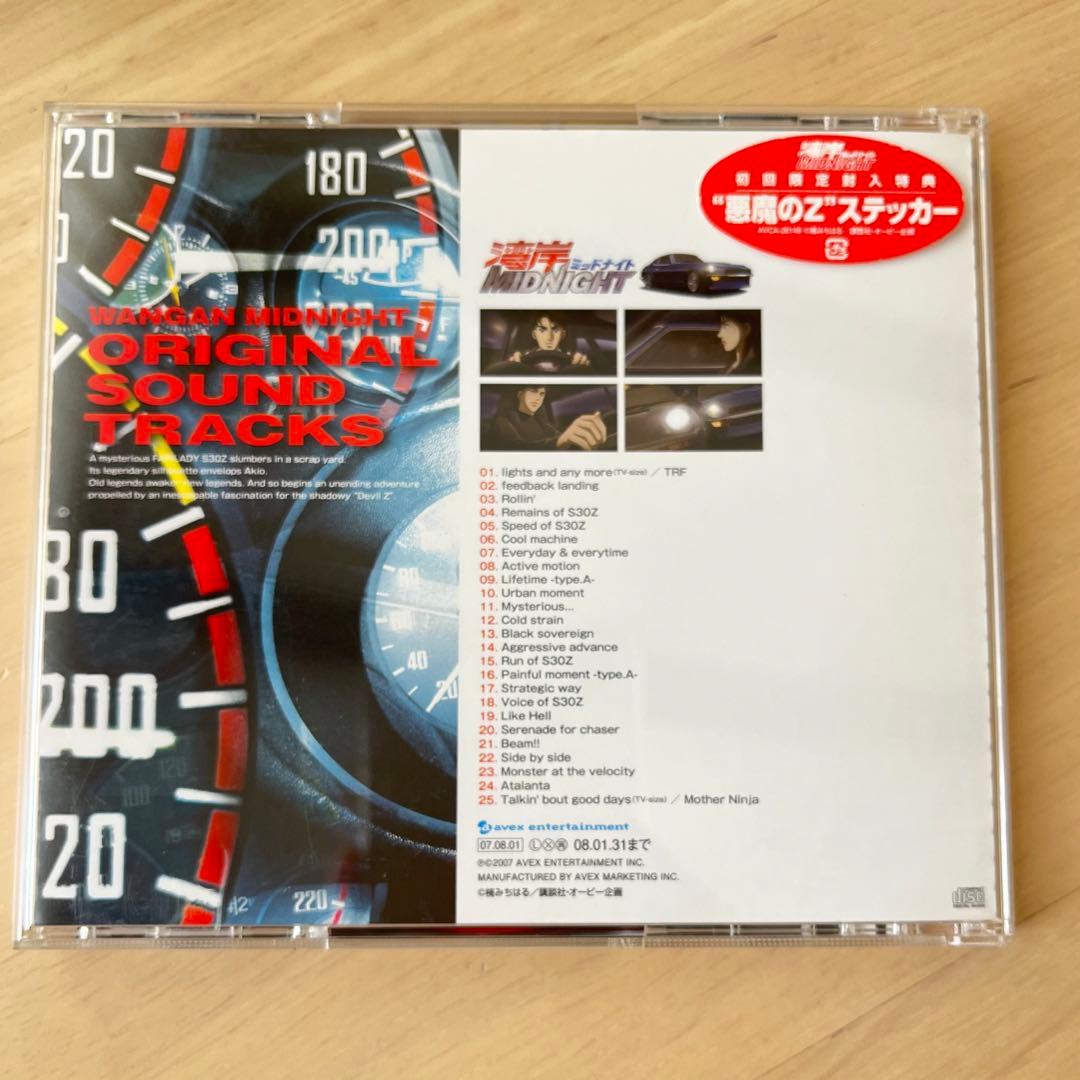 20
180
200
220
WANGAN MIDNIGHT
ORIGINAL
SOUND
TRACKS
A mysterious FAIRLADY S30Z slumbers in a scrap yard.
Its legendary silhouette envelops Akio.
Old legends awaken new legends. And so begins an unending adventure
propelled by an inescapable fascination for the shadowy "Devil Z"
80
200
20
80
60
40
20
120
100
220
湾岸
MIDNIGHT
初回限定封入特典
“悪魔のZ”ステッカー
湾岸ミッドナイト
MIDNIGHT
01. lights and any more(TV-size) / TRF
02. feedback landing
03. Rollin'
04. Remains of S30Z
05. Speed of S30Z
06. Cool machine
07. Everyday & everytime
08. Active motion
09. Lifetime -type.A-
10. Urban moment
11. Mysterious...
12. Cold strain
13. Black sovereign
14. Aggressive advance
15. Run of S30Z
16. Painful moment -type.A-
17. Strategic way
18. Voice of S30Z
19. Like Hell
20. Serenade for chaser
21. Beam!!
22. Side by side
23. Monster at the velocity
24. Atalanta
25. Talkin' bout good days(TV-size) / Mother Ninja
avex entertainment
07.08.01 Ⓛ Ⓧ 08.01.31まで
℗©2007 AVEX ENTERTAINMENT INC.
MANUFACTURED BY AVEX MARKETING INC.
©楠みちはる/講談社・オービー企画
disc